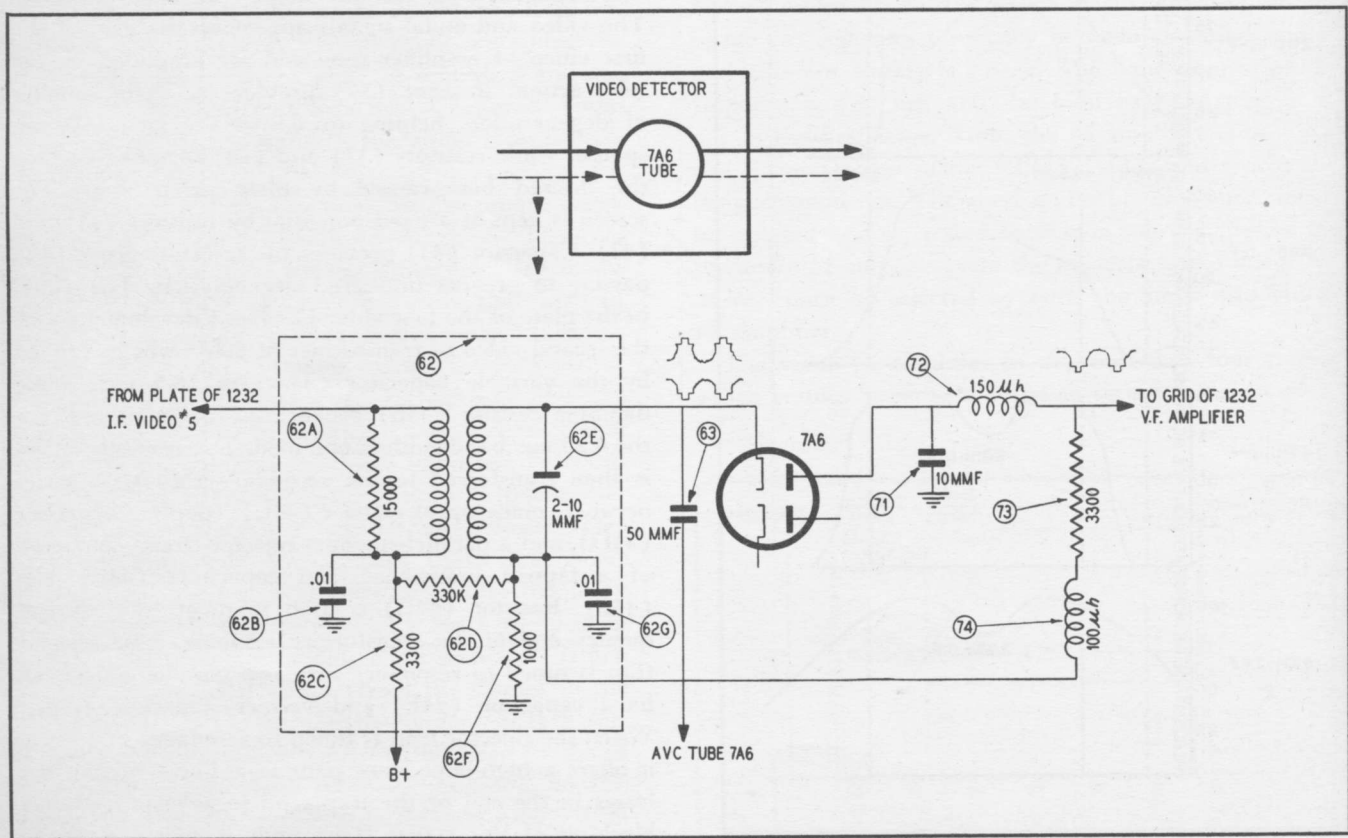 VIDEO DETECTOR
7A6
TUBE
62
FROM PLATE OF 1232
I.F. VIDEO #5
62A
15000
62E
2-10
MMF
63
50 MMF
7A6
72
150 μh
TO GRID OF 1232
V.F. AMPLIFIER
71
10 MMF
73
3300
.01
62B
330K
62D
.01
62G
62C
3300
1000
62F
74
100 μh
B+
AVC TUBE 7A6